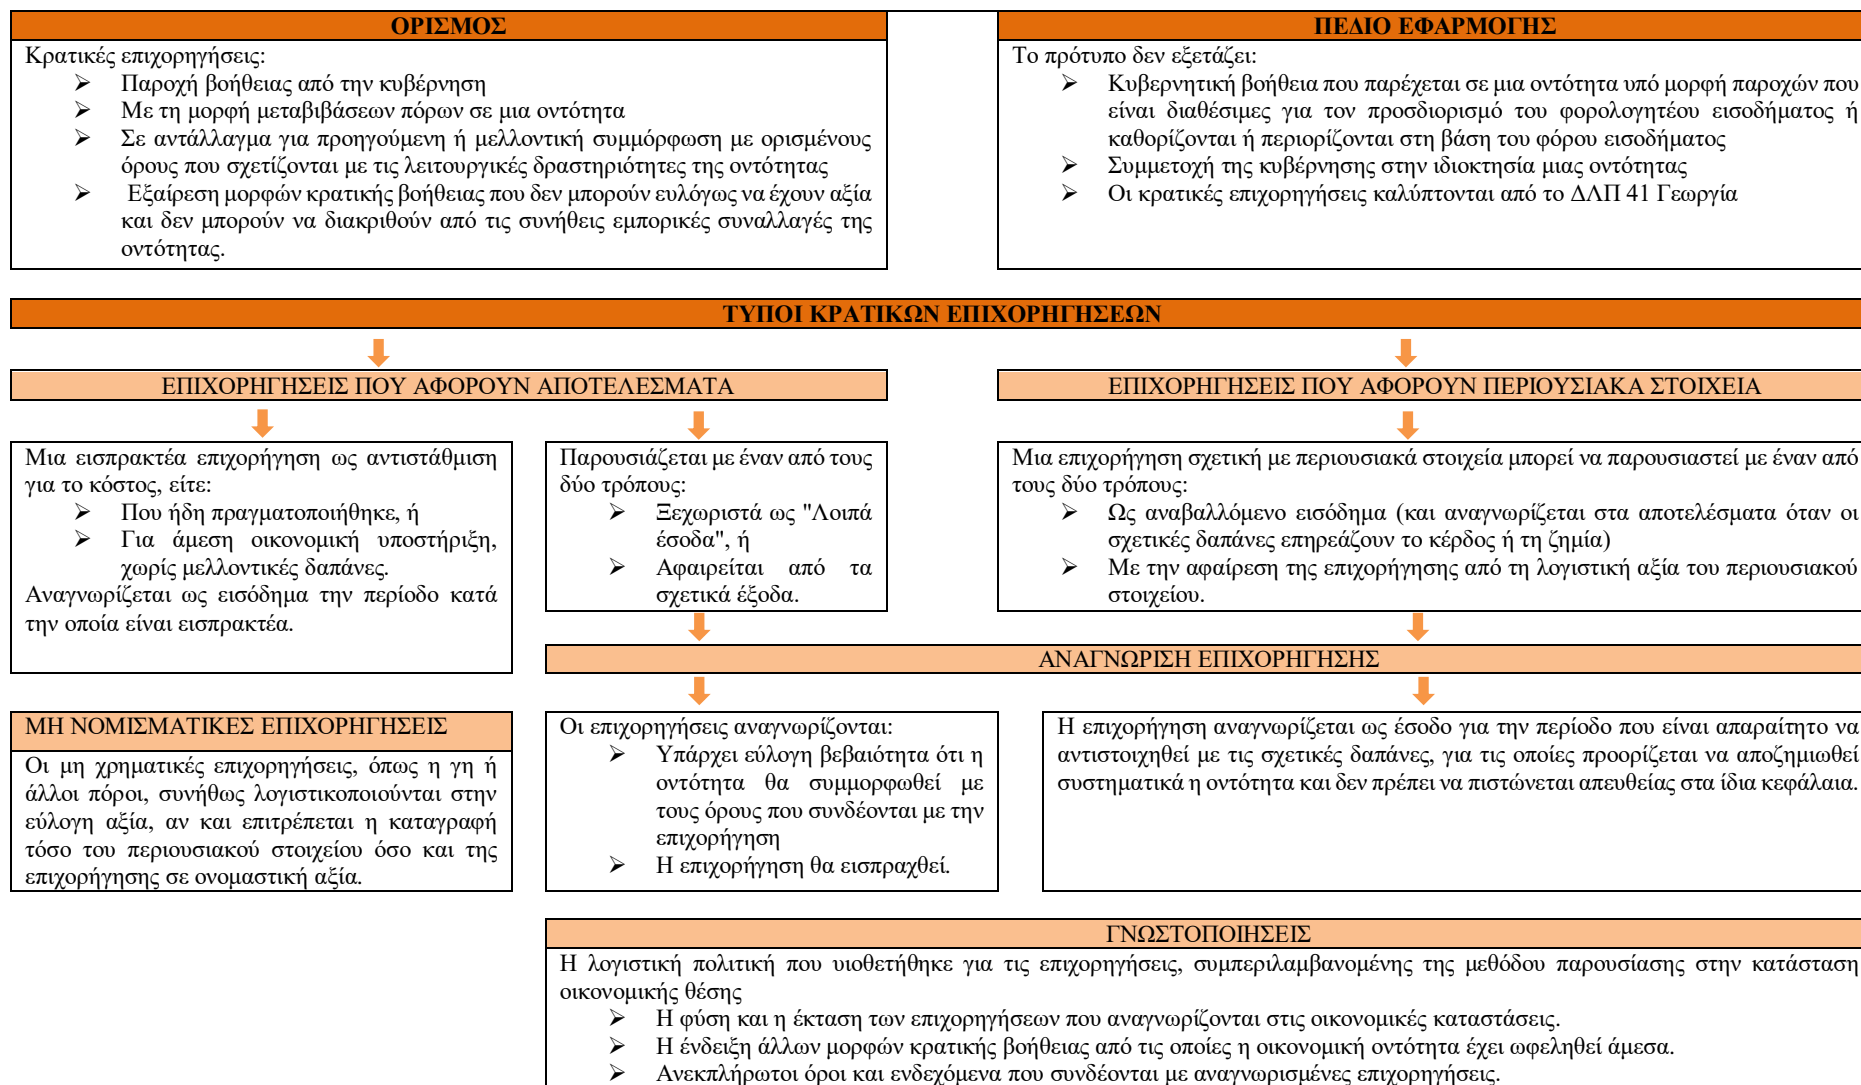 ΟΡΙΣΜΟΣ
Κρατικές επιχορηγήσεις:
➢ Παροχή βοήθειας από την κυβέρνηση
➢ Με τη μορφή μεταβιβάσεων πόρων σε μια οντότητα
➢ Σε αντάλλαγμα για προηγούμενη ή μελλοντική συμμόρφωση με ορισμένους
όρους που σχετίζονται με τις λειτουργικές δραστηριότητες της οντότητας
➢ Εξαίρεση μορφών κρατικής βοήθειας που δεν μπορούν ευλόγως να έχουν αξία
και δεν μπορούν να διακριθούν από τις συνήθεις εμπορικές συναλλαγές της
οντότητας.
ΠΕΔΙΟ ΕΦΑΡΜΟΓΗΣ
Το πρότυπο δεν εξετάζει:
➢ Κυβερνητική βοήθεια που παρέχεται σε μια οντότητα υπό μορφή παροχών που
είναι διαθέσιμες για τον προσδιορισμό του φορολογητέου εισοδήματος ή
καθορίζονται ή περιορίζονται στη βάση του φόρου εισοδήματος
➢ Συμμετοχή της κυβέρνησης στην ιδιοκτησία μιας οντότητας
➢ Οι κρατικές επιχορηγήσεις καλύπτονται από το ΔΛΠ 41 Γεωργία
ΤΥΠΟΙ ΚΡΑΤΙΚΩΝ ΕΠΙΧΟΡΗΓΗΣΕΩΝ
ΕΠΙΧΟΡΗΓΗΣΕΙΣ ΠΟΥ ΑΦΟΡΟΥΝ ΑΠΟΤΕΛΕΣΜΑΤΑ
ΕΠΙΧΟΡΗΓΗΣΕΙΣ ΠΟΥ ΑΦΟΡΟΥΝ ΠΕΡΙΟΥΣΙΑΚΑ ΣΤΟΙΧΕΙΑ
Μια εισπρακτέα επιχορήγηση ως αντιστάθμιση
για το κόστος, είτε:
➢ Που ήδη πραγματοποιήθηκε, ή
➢ Για άμεση οικονομική υποστήριξη,
χωρίς μελλοντικές δαπάνες.
Αναγνωρίζεται ως εισόδημα την περίοδο κατά
την οποία είναι εισπρακτέα.
Παρουσιάζεται με έναν από τους
δύο τρόπους:
➢ Ξεχωριστά ως "Λοιπά
έσοδα", ή
➢ Αφαιρείται από τα
σχετικά έξοδα.
Μια επιχορήγηση σχετική με περιουσιακά στοιχεία μπορεί να παρουσιαστεί με έναν από
τους δύο τρόπους:
➢ Ως αναβαλλόμενο εισόδημα (και αναγνωρίζεται στα αποτελέσματα όταν οι
σχετικές δαπάνες επηρεάζουν το κέρδος ή τη ζημία)
➢ Με την αφαίρεση της επιχορήγησης από τη λογιστική αξία του περιουσιακού
στοιχείου.
ΑΝΑΓΝΩΡΙΣΗ ΕΠΙΧΟΡΗΓΗΣΗΣ
ΜΗ ΝΟΜΙΣΜΑΤΙΚΕΣ ΕΠΙΧΟΡΗΓΗΣΕΙΣ
Οι μη χρηματικές επιχορηγήσεις, όπως η γη ή
άλλοι πόροι, συνήθως λογιστικοποιούνται στην
εύλογη αξία, αν και επιτρέπεται η καταγραφή
τόσο του περιουσιακού στοιχείου όσο και της
επιχορήγησης σε ονομαστική αξία.
Οι επιχορηγήσεις αναγνωρίζονται:
➢ Υπάρχει εύλογη βεβαιότητα ότι η
οντότητα θα συμμορφωθεί με
τους όρους που συνδέονται με την
επιχορήγηση
➢ Η επιχορήγηση θα εισπραχθεί.
Η επιχορήγηση αναγνωρίζεται ως έσοδο για την περίοδο που είναι απαραίτητο να
αντιστοιχηθεί με τις σχετικές δαπάνες, για τις οποίες προορίζεται να αποζημιωθεί
συστηματικά η οντότητα και δεν πρέπει να πιστώνεται απευθείας στα ίδια κεφάλαια.
ΓΝΩΣΤΟΠΟΙΗΣΕΙΣ
Η λογιστική πολιτική που υιοθετήθηκε για τις επιχορηγήσεις, συμπεριλαμβανομένης της μεθόδου παρουσίασης στην κατάσταση
οικονομικής θέσης
➢ Η φύση και η έκταση των επιχορηγήσεων που αναγνωρίζονται στις οικονομικές καταστάσεις.
➢ Η ένδειξη άλλων μορφών κρατικής βοήθειας από τις οποίες η οικονομική οντότητα έχει ωφεληθεί άμεσα.
➢ Ανεκπλήρωτοι όροι και ενδεχόμενα που συνδέονται με αναγνωρισμένες επιχορηγήσεις.